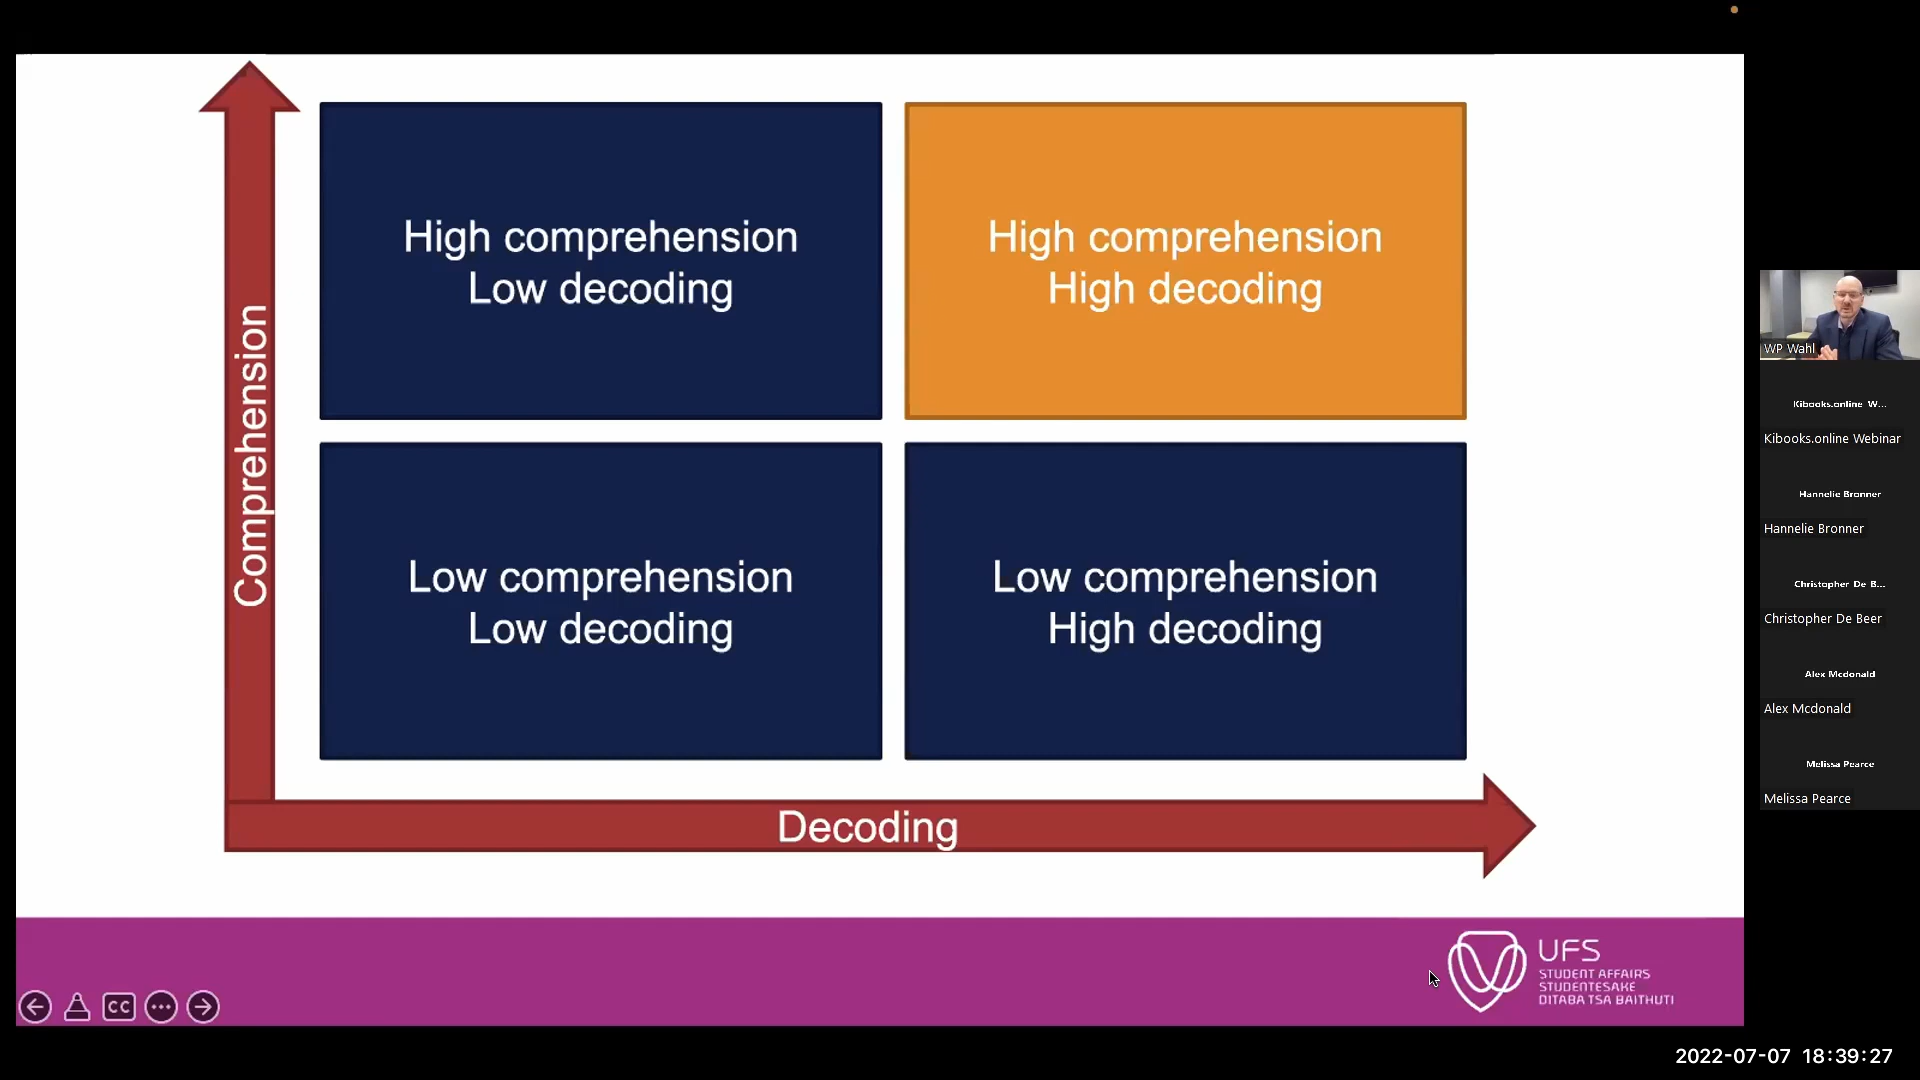 Comprehension
High comprehension
Low decoding
High comprehension
High decoding
Low comprehension
Low decoding
Low comprehension
High decoding
Decoding
UFS
STUDENT AFFAIRS
STUDENTESAKE
DITABA TSA BAITHUTI
CC
WP Wahl
Kibooks.online W...
Kibooks.online Webinar
Hannelie Bronner
Hannelie Bronner
Christopher De B...
Christopher De Beer
Alex Mcdonald
Alex Mcdonald
Melissa Pearce
Melissa Pearce
2022-07-07 18:39:27